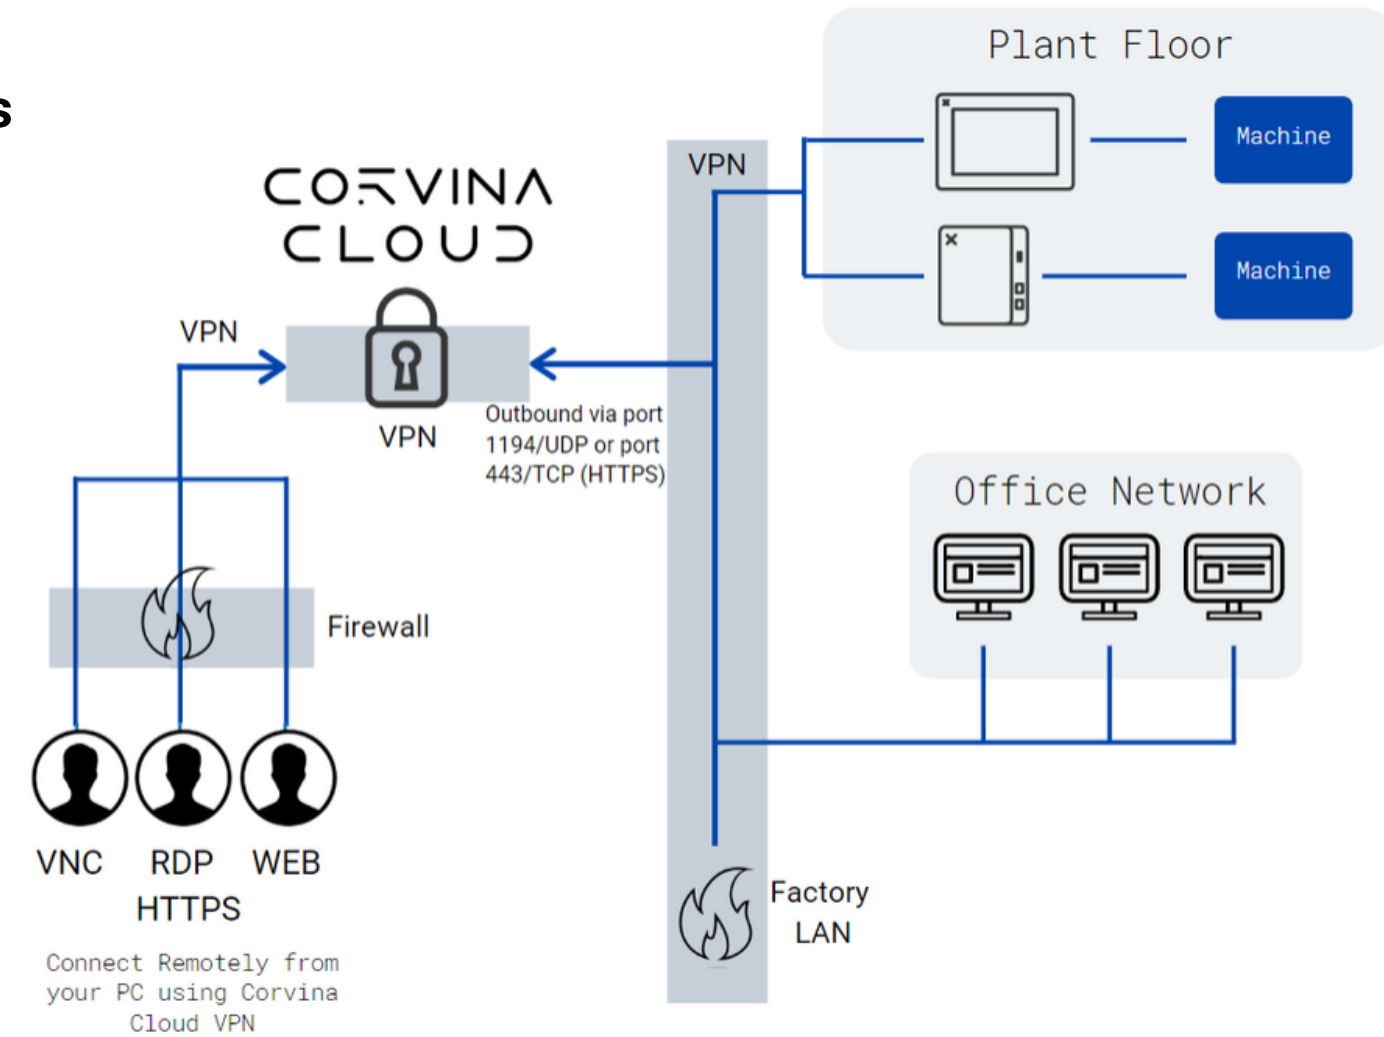 s
CORVINA
CLOUD
VPN
VPN
Outbound via port
1194/UDP or port
443/TCP (HTTPS)
VPN
Plant Floor
Machine
Machine
Office Network
Firewall
VNC
RDP
WEB
HTTPS
Connect Remotely from
your PC using Corvina
Cloud VPN
Factory
LAN